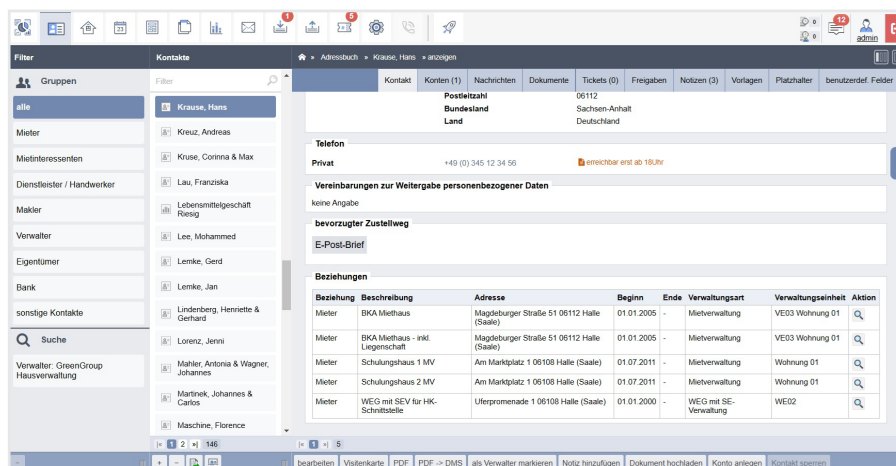 23
1
5
0
0
12
admin
Filter
Kontakte
» Adressbuch » Krause, Hans » anzeigen
Gruppen
alle
Mieter
Mietinteressenten
Dienstleister / Handwerker
Makler
Verwalter
Eigentümer
Bank
sonstige Kontakte
Suche
Verwalter: GreenGroup
Hausverwaltung
Filter
Krause, Hans
Kreuz, Andreas
Kruse, Corinna & Max
Lau, Franziska
Lebensmittelgeschäft
Riesig
Lee, Mohammed
Lemke, Gerd
Lemke, Jan
Lindenberg, Henriette &
Gerhard
Lorenz, Jenni
Mahler, Antonia & Wagner,
Johannes
Martinek, Johannes &
Carlos
Maschine, Florence
1 2 146
Kontakt Konten (1) Nachrichten Dokumente Tickets (0) Freigaben Notizen (3) Vorlagen Platzhalter benutzerdef. Felder
Postleitzahl 06112
Bundesland Sachsen-Anhalt
Land Deutschland
Telefon
Privat +49 (0) 345 12 34 56 erreichbar erst ab 18Uhr
Vereinbarungen zur Weitergabe personenbezogener Daten
keine Angabe
bevorzugter Zustellweg
E-Post-Brief
Beziehungen
Beziehung Beschreibung Adresse Beginn Ende Verwaltungsart Verwaltungseinheit Aktion
Mieter BKA Miethaus Magdeburger Straße 51 06112 Halle (Saale) 01.01.2005 - Mietverwaltung VE03 Wohnung 01
Mieter BKA Miethaus - inkl. Liegenschaft Magdeburger Straße 51 06112 Halle (Saale) 01.01.2005 - Mietverwaltung VE03 Wohnung 01
Mieter Schulungshaus 1 MV Am Marktplatz 1 06108 Halle (Saale) 01.07.2011 - Mietverwaltung Wohnung 01
Mieter Schulungshaus 2 MV Am Marktplatz 1 06108 Halle (Saale) 01.07.2011 - Mietverwaltung Wohnung 01
Mieter WEG mit SEV für HK-Schnittstelle Uferpromenade 1 06108 Halle (Saale) 01.01.2000 - WEG mit SE-Verwaltung WE02
1 5
bearbeiten Visitenkarte PDF PDF -> DMS als Verwalter markieren Notiz hinzufügen Dokument hochladen Konto anlegen Kontakt sperren